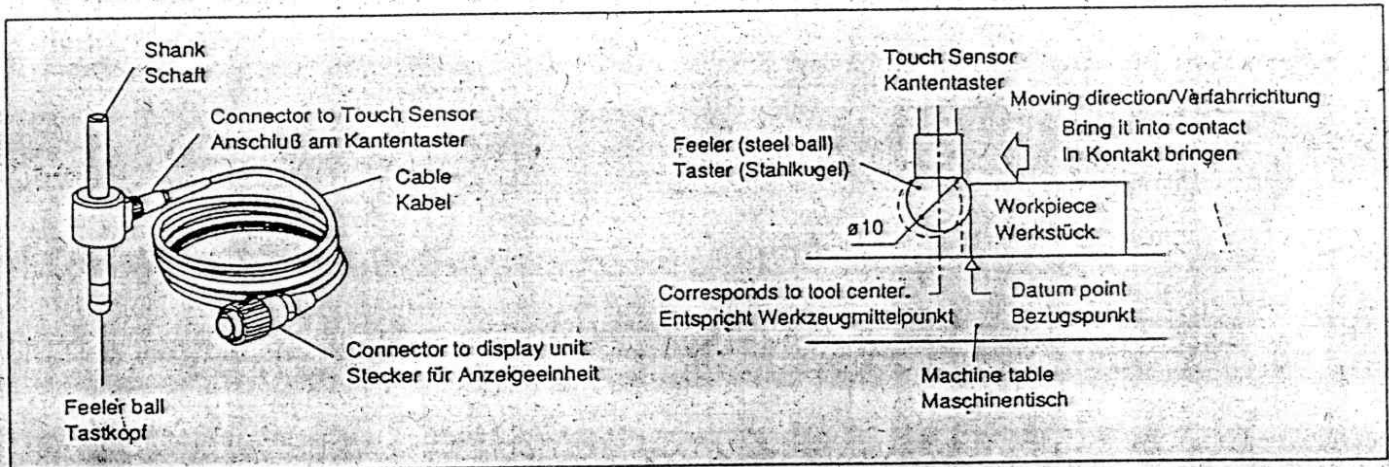 Shank
Schaft
Connector to Touch Sensor
Anschluß am Kantentaster
Cable
Kabel
Connector to display unit
Stecker für Anzeigeeinheit
Feeler ball
Tastkopf
Touch Sensor
Kantentaster
Moving direction/Verfahrrichtung
Bring it into contact
In Kontakt bringen
Feeler (steel ball)
Taster (Stahlkugel)
ø10
Workpiece
Werkstück
Corresponds to tool center
Entspricht Werkzeugmittelpunkt
Datum point
Bezugspunkt
Machine table
Maschinentisch